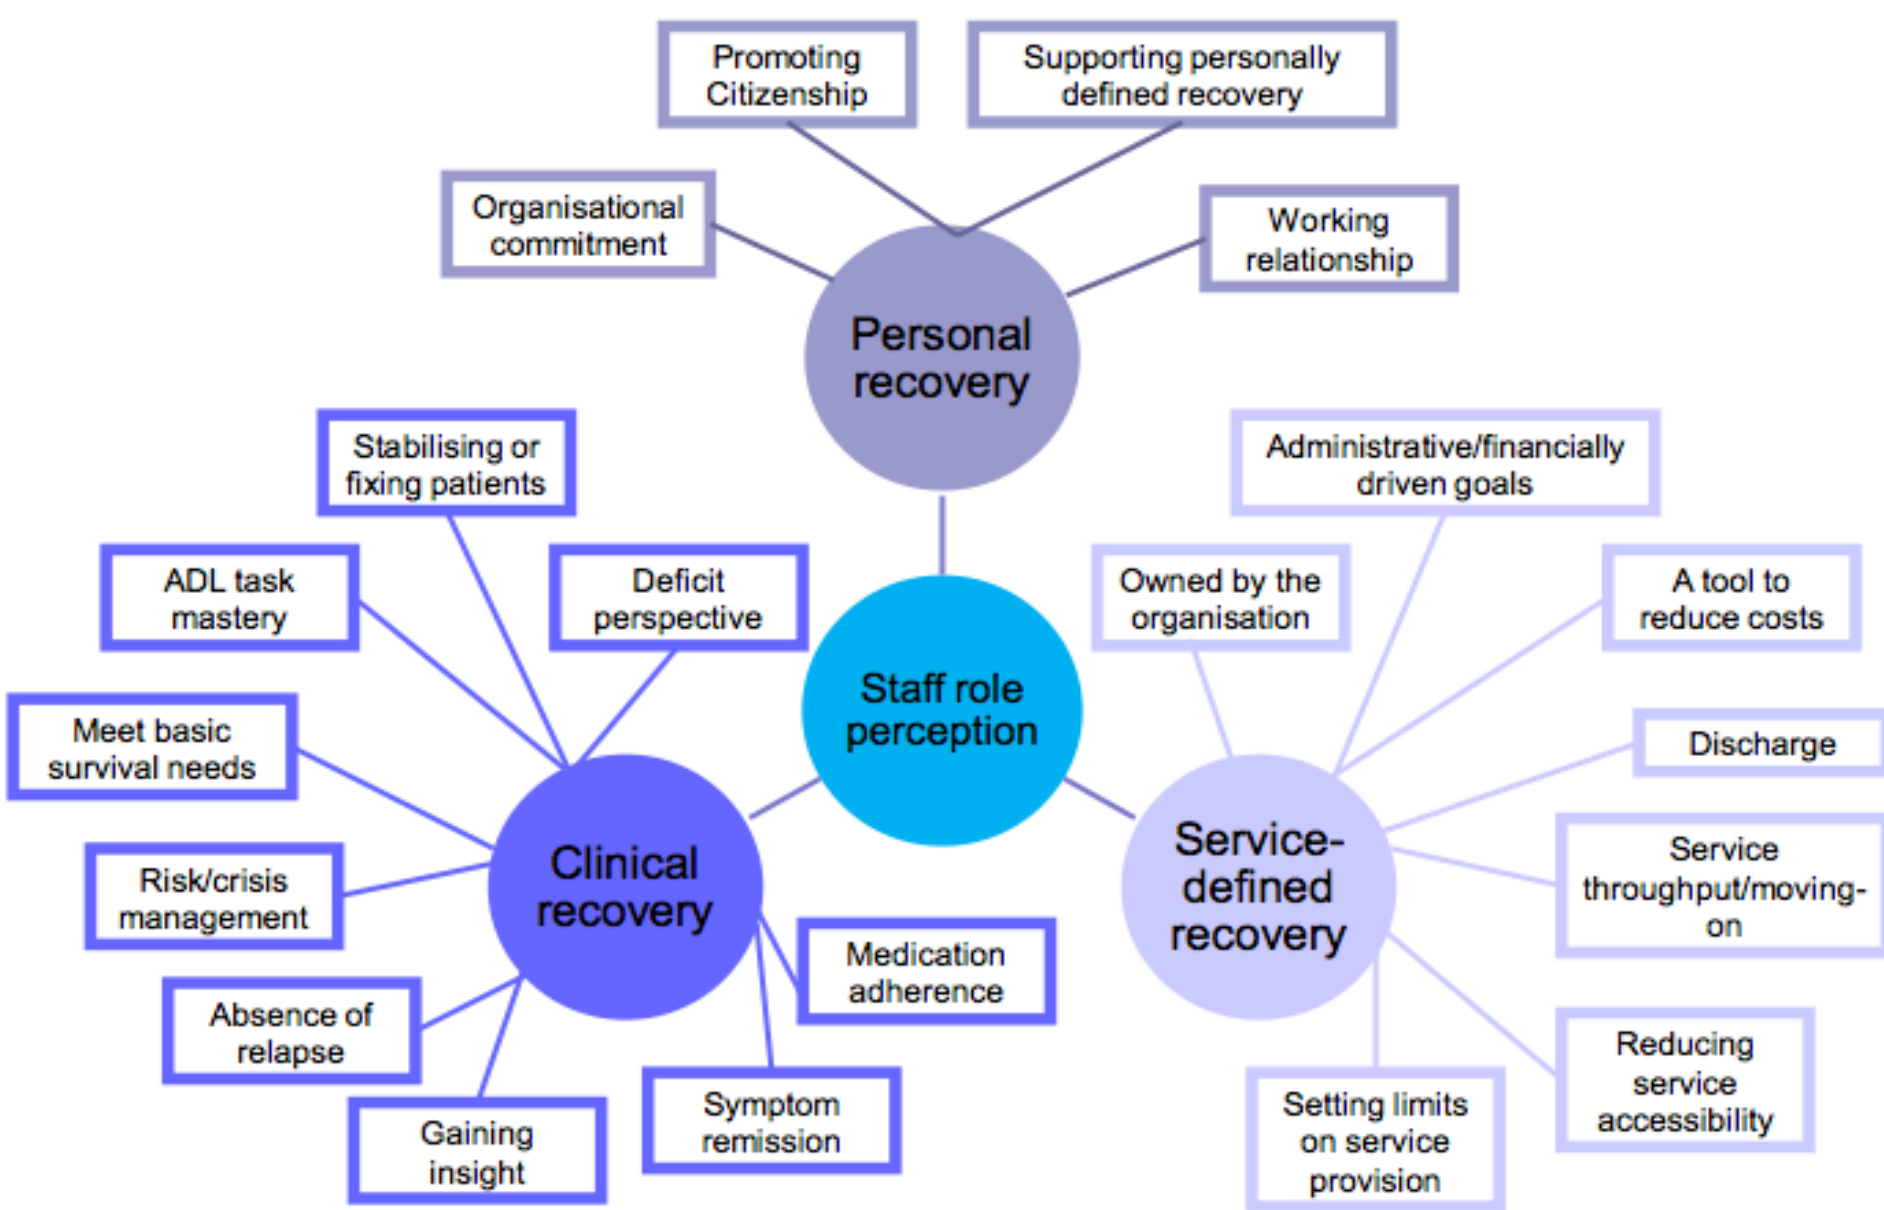 Promoting
Citizenship
Supporting personally
defined recovery
Organisational
commitment
Working
relationship
Personal
recovery
Stabilising or
fixing patients
Administrative/financially
driven goals
ADL task
mastery
Deficit
perspective
Owned by the
organisation
A tool to
reduce costs
Staff role
perception
Meet basic
survival needs
Discharge
Clinical
recovery
Service-
defined
recovery
Service
throughput/moving-
on
Risk/crisis
management
Medication
adherence
Absence of
relapse
Reducing
service
accessibility
Gaining
insight
Symptom
remission
Setting limits
on service
provision